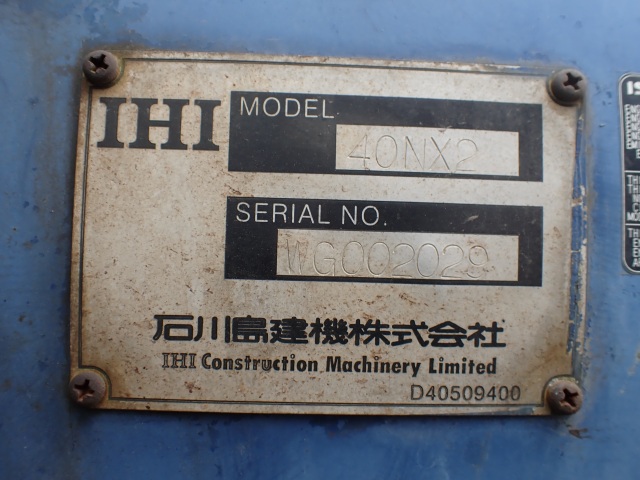 IHI
MODEL
40NX2
SERIAL NO.
WG002029
石川島建機株式会社
IHI Construction Machinery Limited
D40509400